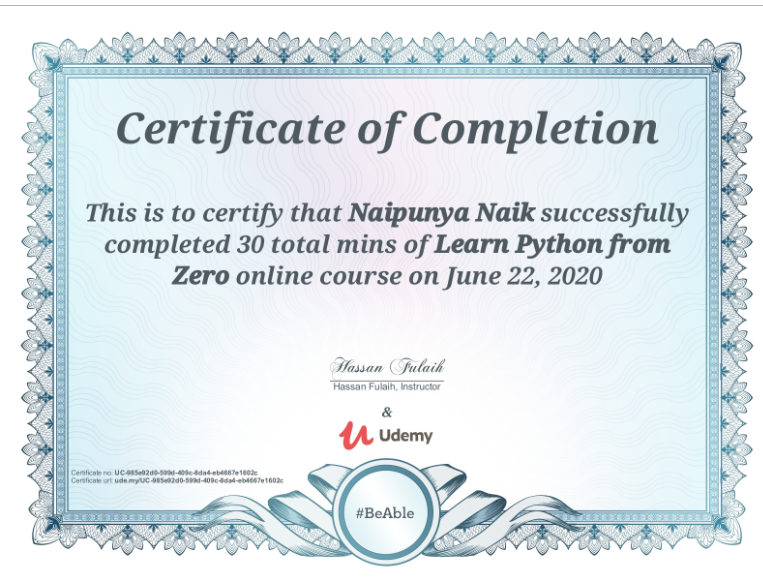 Certificate of Completion
This is to certify that Naipunya Naik successfully
completed 30 total mins of Learn Python from
Zero online course on June 22, 2020
Hassan Fulaih
Hassan Fulaih, Instructor
&
Udemy
Certificate no: UC-985e92d0-599d-409c-8da4-eb4667e1602c
Certificate url: ude.my/UC-985e92d0-599d-409c-8da4-eb4667e1602c
#BeAble